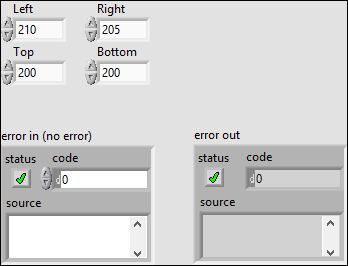 Left Right
210 205
Top Bottom
200 200
error in (no error) error out
status code status code
d 0 d 0
source source